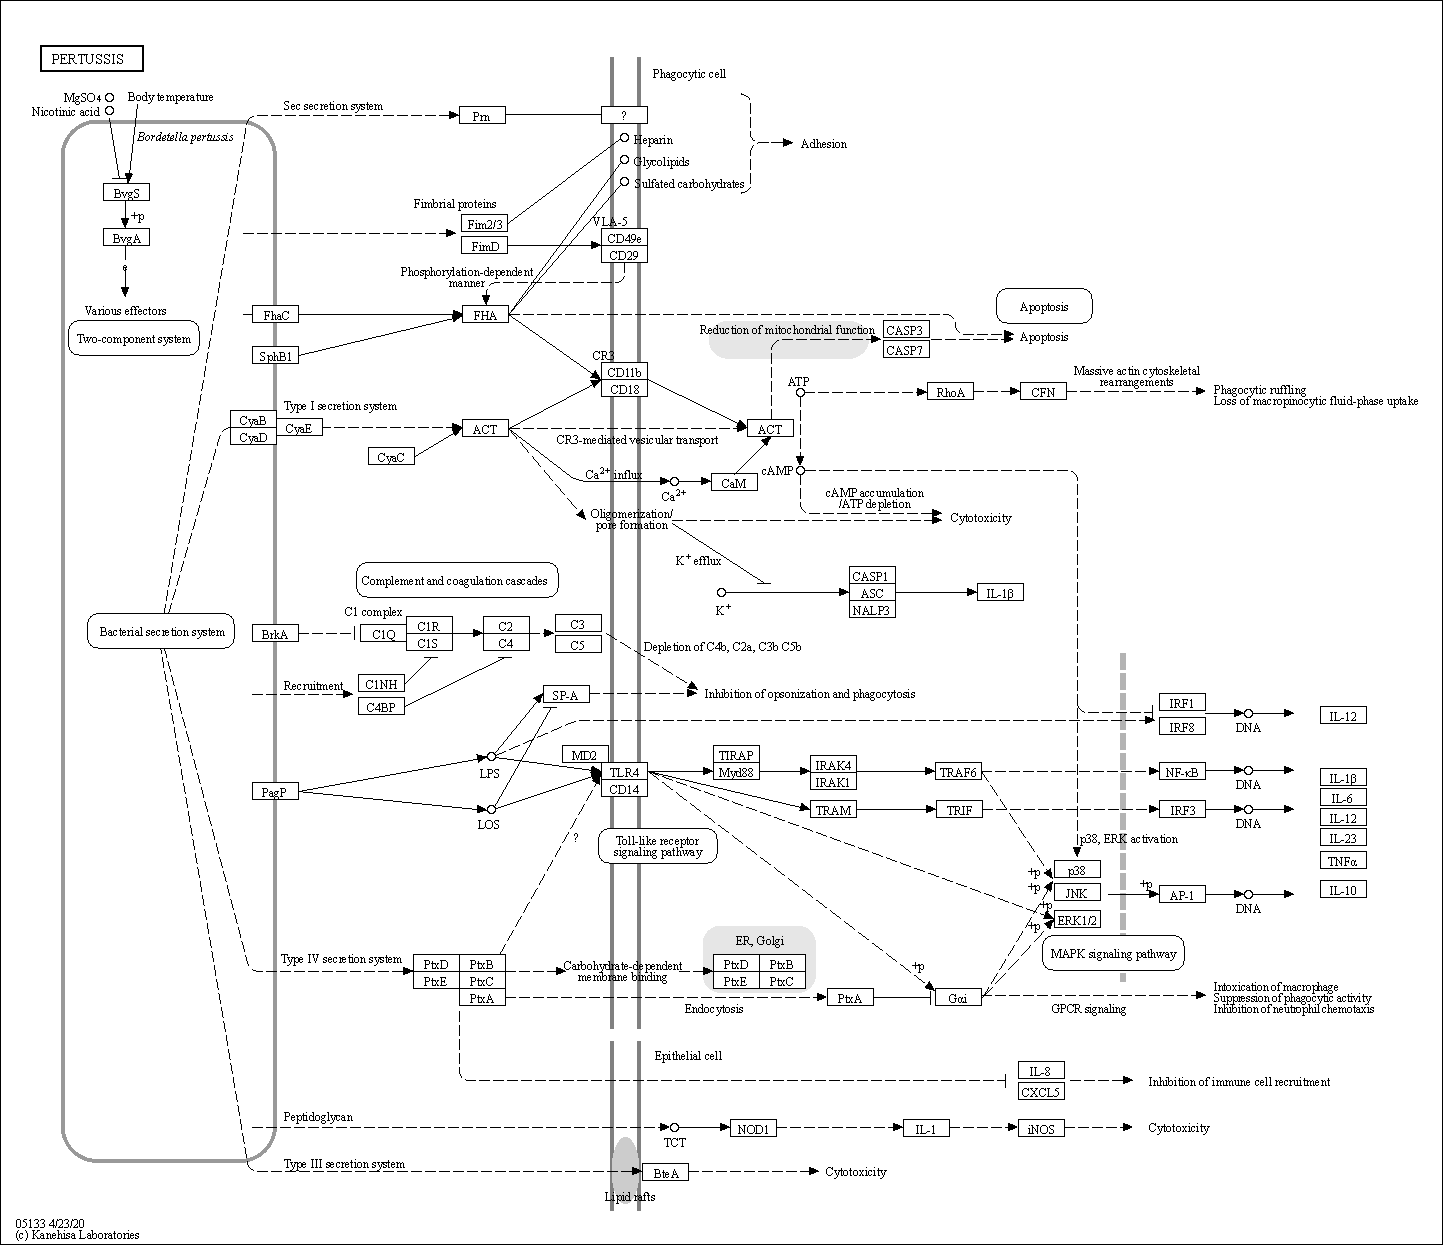 PERTUSSIS
Phagocytic cell
MgSO4
Body temperature
Nicotinic acid
Sec secretion system
Prn
?
Bordetella pertussis
Heparin
Adhesion
Glycolipids
Sulfated carbohydrates
BvgS
+p
BvgA
e
Various effectors
Two-component system
Fimbrial proteins
Fim2/3
FimD
VLA-5
CD49e
CD29
Phosphorylation-dependent
manner
FhaC
FHA
SphB1
Reduction of mitochondrial function
CASP3
CASP7
Apoptosis
Apoptosis
CR3
CD11b
CD18
ATP
RhoA
CFN
Massive actin cytoskeletal
rearrangements
Phagocytic ruffling
Loss of macropinocytic fluid-phase uptake
CyaB
CyaD
CyaE
Type I secretion system
ACT
CyaC
ACT
CR3-mediated vesicular transport
Ca2+ influx
Ca2+
CaM
cAMP
cAMP accumulation
/ATP depletion
Cytotoxicity
Oligomerization/
pore formation
K+ efflux
K+
CASP1
ASC
NALP3
IL-1β
Complement and coagulation cascades
Bacterial secretion system
BrkA
C1 complex
C1Q
C1R
C1S
C2
C4
C3
C5
Depletion of C4b, C2a, C3b C5b
Recruitment
C1NH
C4BP
SP-A
Inhibition of opsonization and phagocytosis
IRF1
IRF8
DNA
IL-12
PagP
LPS
LOS
MD2
TLR4
CD14
TIRAP
Myd88
IRAK4
IRAK1
TRAF6
NF-κB
DNA
TRAM
TRIF
IRF3
DNA
IL-1β
IL-6
IL-12
IL-23
TNFα
IL-10
?
Toll-like receptor
signaling pathway
p38, ERK activation
+p
p38
+p
JNK
+p
AP-1
DNA
+p
+p
ERK1/2
MAPK signaling pathway
Type IV secretion system
PtxD
PtxB
PtxE
PtxC
PtxA
Carbohydrate-dependent
membrane binding
ER, Golgi
PtxD
PtxB
PtxE
PtxC
Endocytosis
PtxA
+p
Gαi
GPCR signaling
Intoxication of macrophage
Suppression of phagocytic activity
Inhibition of neutrophil chemotaxis
Epithelial cell
IL-8
CXCL5
Inhibition of immune cell recruitment
Peptidoglycan
TCT
NOD1
IL-1
iNOS
Cytotoxicity
Type III secretion system
BteA
Cytotoxicity
Lipid rafts
05133 4/23/20
(c) Kanehisa Laboratories